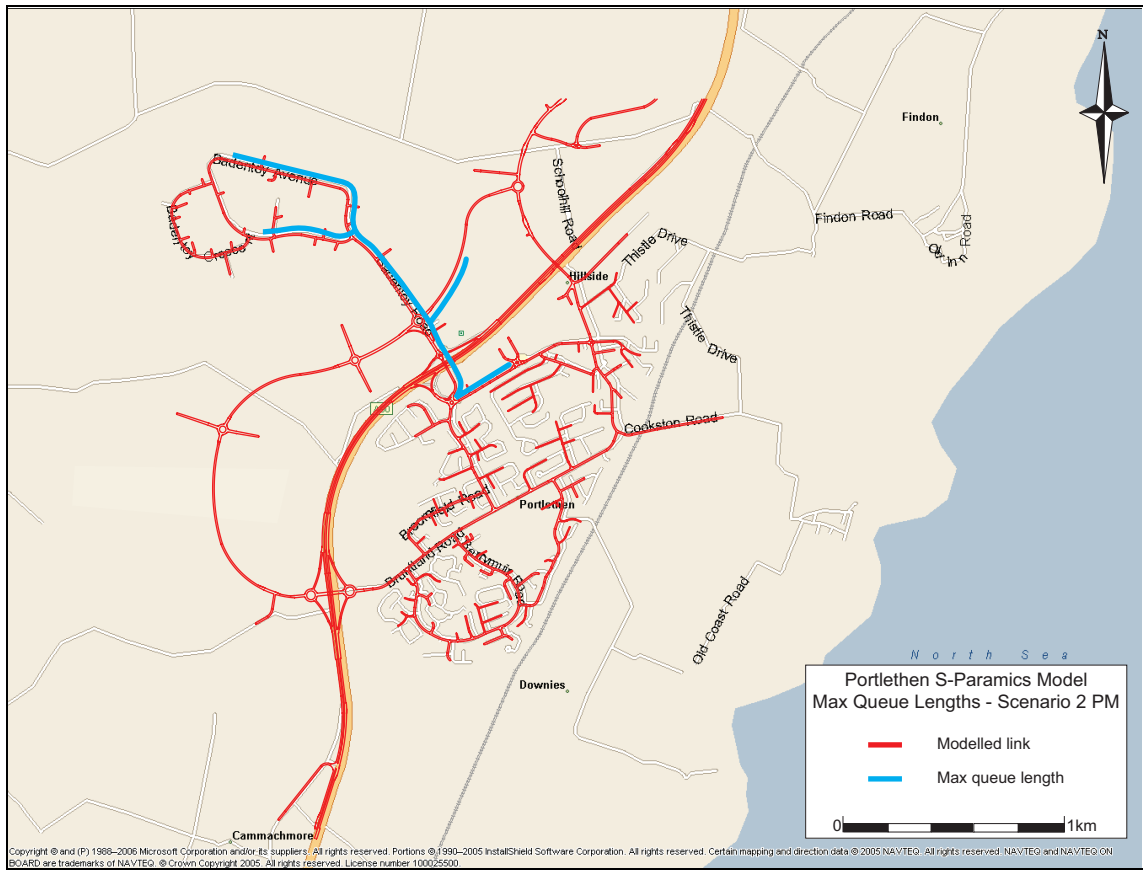 N
Findon
Badentoy Avenue
Schoolhill Road
Badentoy Crescent
Findon Road
Thistle Drive
Hillside
Badentoy Road
Thistle Drive
Cookston Road
Broomfield Road
Portlethen
Bruntland Road
Berrymuir Road
Old Coast Road
North Sea
Downies
Portlethen S-Paramics Model
Max Queue Lengths - Scenario 2 PM
Modelled link
Max queue length
0 1km
Cammachmore
Copyright © and (P) 1988–2006 Microsoft Corporation and/or its suppliers. All rights reserved. Portions © 1990–2005 InstallShield Software Corporation. All rights reserved. Certain mapping and direction data © 2005 NAVTEQ. All rights reserved. NAVTEQ and NAVTEQ ON
BOARD are trademarks of NAVTEQ. © Crown Copyright 2005. All rights reserved. License number 100025500.